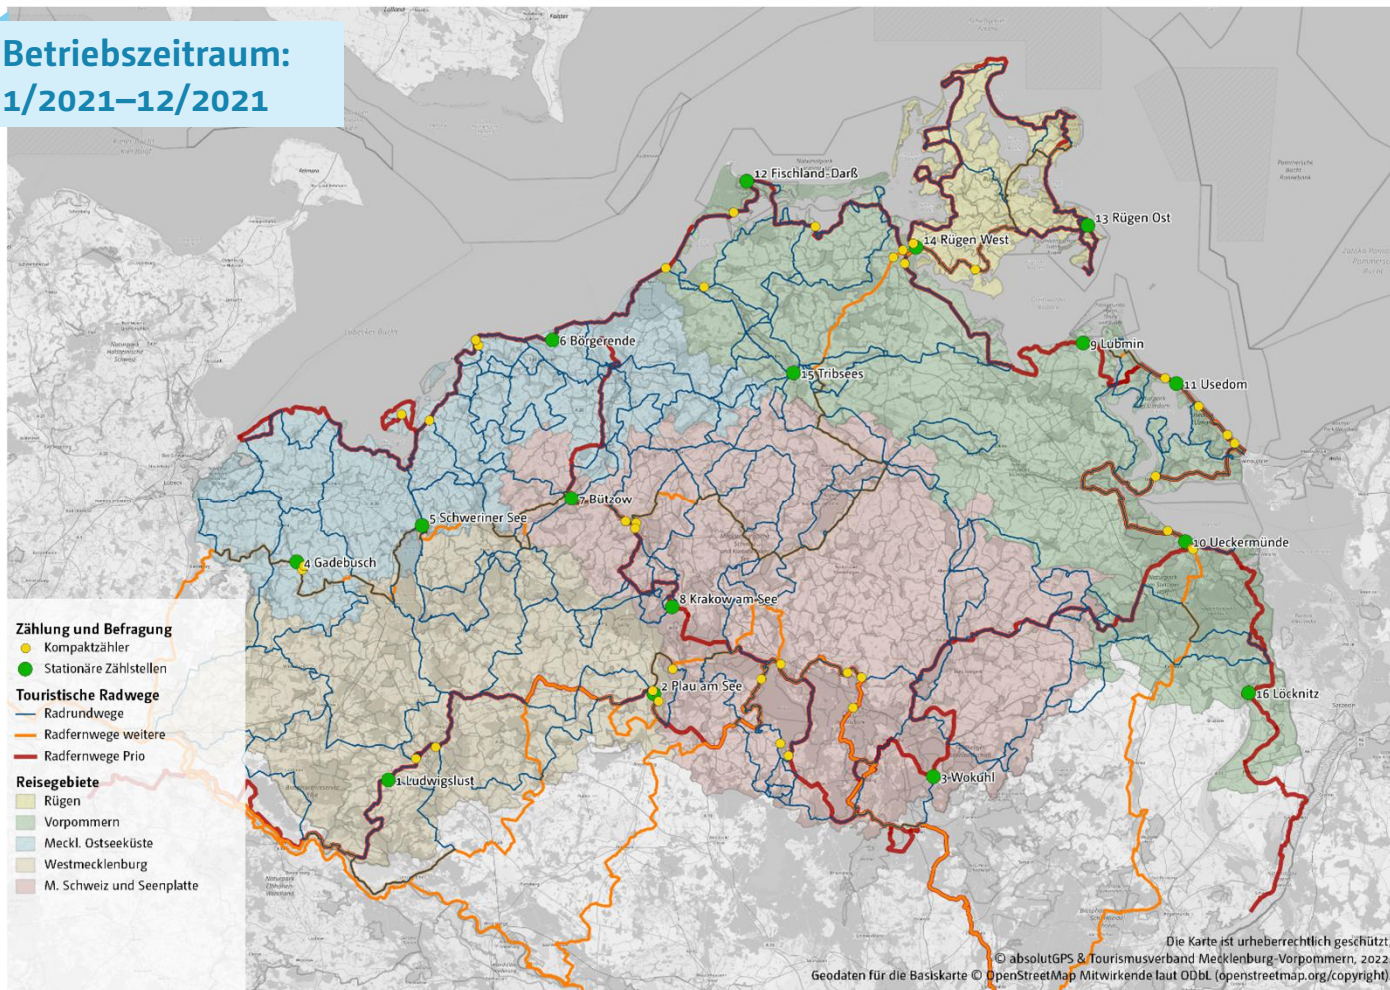 Betriebszeitraum:
1/2021–12/2021
12 Fischland-Darß
13 Rügen Ost
14 Rügen West
6 Börgerende
9 Lubmin
15 Tribsees
11 Usedom
7 Bützow
5 Schweriner See
10 Ueckermünde
4 Gadebusch
8 Krakow am See
2 Plau am See
16 Löcknitz
1 Ludwigslust
3 Wokuhl
Zählung und Befragung
Kompaktzähler
Stationäre Zählstellen
Touristische Radwege
Radrundwege
Radfernwege weitere
Radfernwege Prio
Reisegebiete
Rügen
Vorpommern
Meckl. Ostseeküste
Westmecklenburg
M. Schweiz und Seenplatte
Die Karte ist urheberrechtlich geschützt
© absolutGPS & Tourismusverband Mecklenburg-Vorpommern, 2022
Geodaten für die Basiskarte © OpenStreetMap Mitwirkende laut ODbL (openstreetmap.org/copyright)